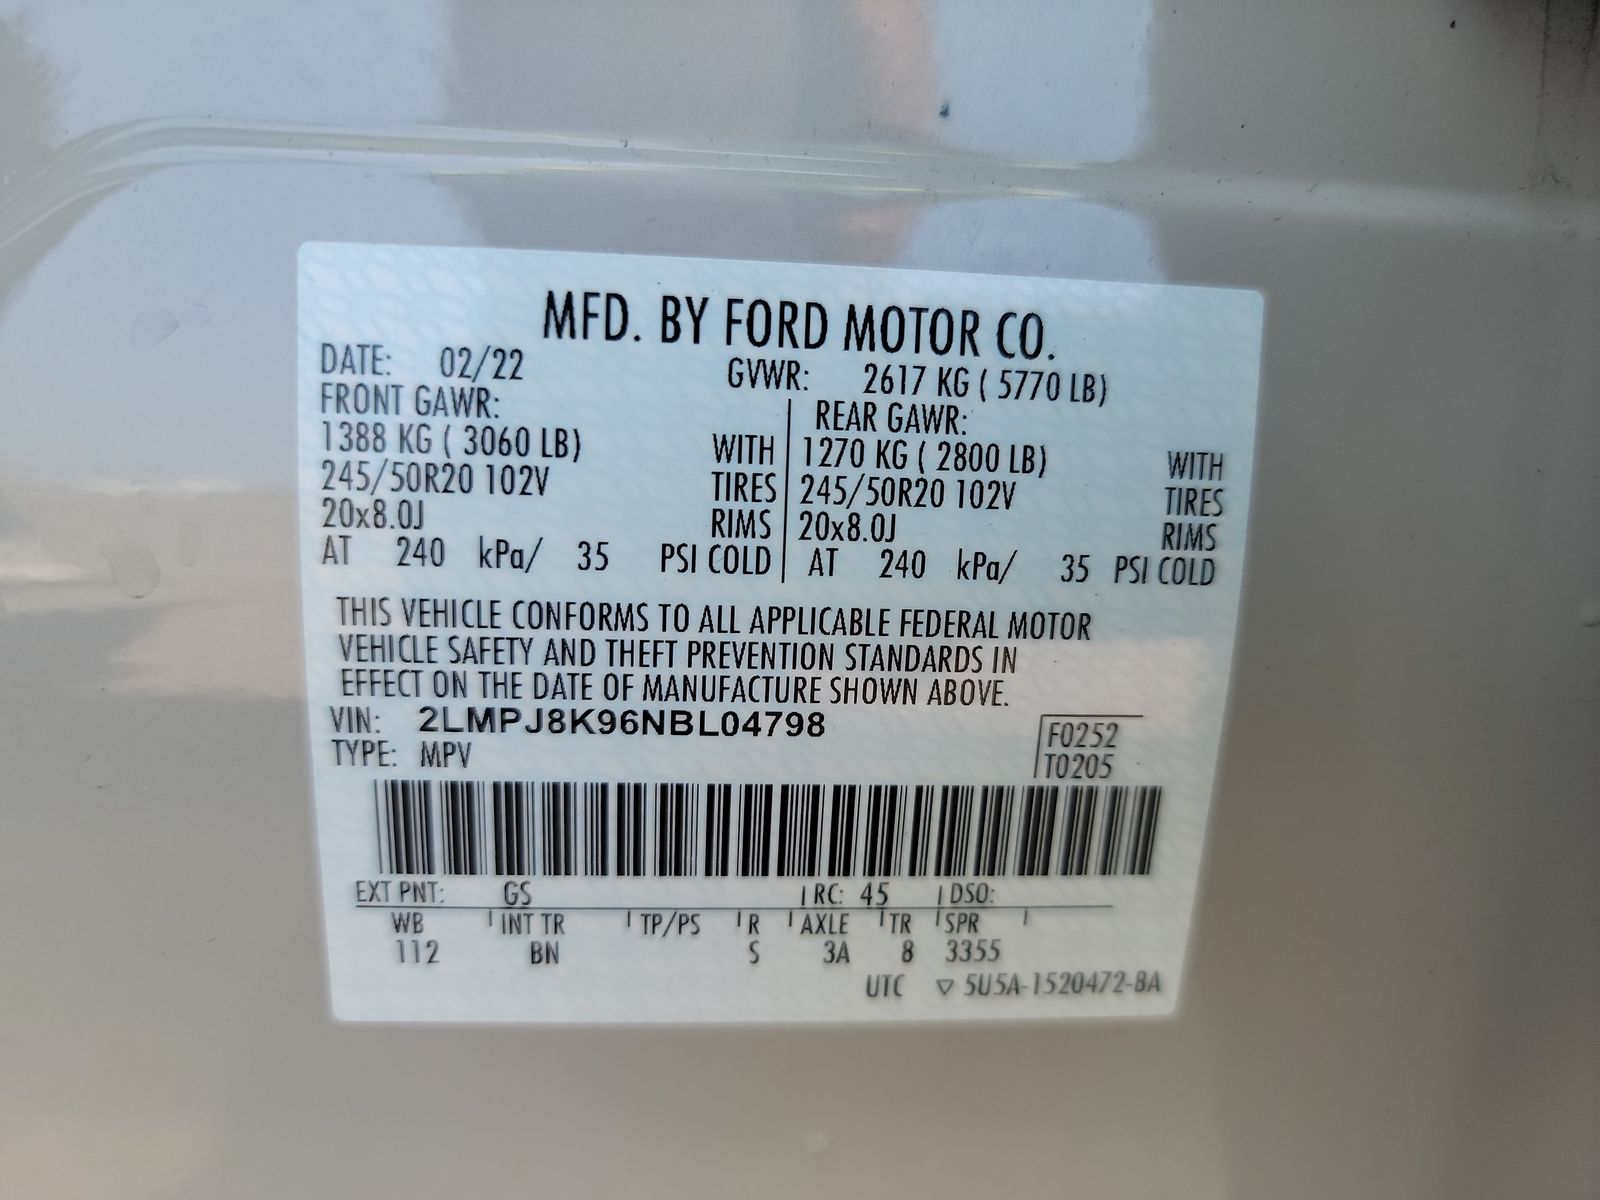 MFD. BY FORD MOTOR CO.
DATE: 02/22 GVWR: 2617 KG ( 5770 LB)
FRONT GAWR: REAR GAWR:
1388 KG ( 3060 LB) WITH 1270 KG ( 2800 LB) WITH
245/50R20 102V TIRES 245/50R20 102V TIRES
20x8.0J RIMS 20x8.0J RIMS
AT 240 kPa/ 35 PSI COLD AT 240 kPa/ 35 PSI COLD
THIS VEHICLE CONFORMS TO ALL APPLICABLE FEDERAL MOTOR
VEHICLE SAFETY AND THEFT PREVENTION STANDARDS IN
EFFECT ON THE DATE OF MANUFACTURE SHOWN ABOVE.
VIN: 2LMPJ8K96NBL04798 F0252
TYPE: MPV T0205
EXT PNT: GS RC: 45 DSO:
WB INT TR TP/PS R AXLE TR SPR
112 BN S 3A 8 3355
UTC ▽ 5U5A-1520472-BA